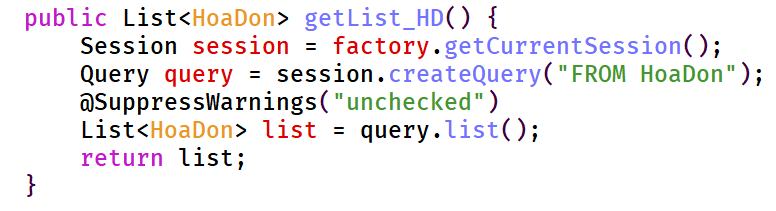 public List<HoaDon> getList_HD() {
    Session session = factory.getCurrentSession();
    Query query = session.createQuery("FROM HoaDon");
    @SuppressWarnings("unchecked")
    List<HoaDon> list = query.list();
    return list;
}